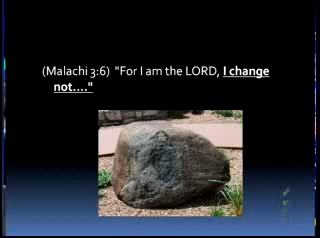 (Malachi 3:6)  "For I am the LORD, I change
not…."